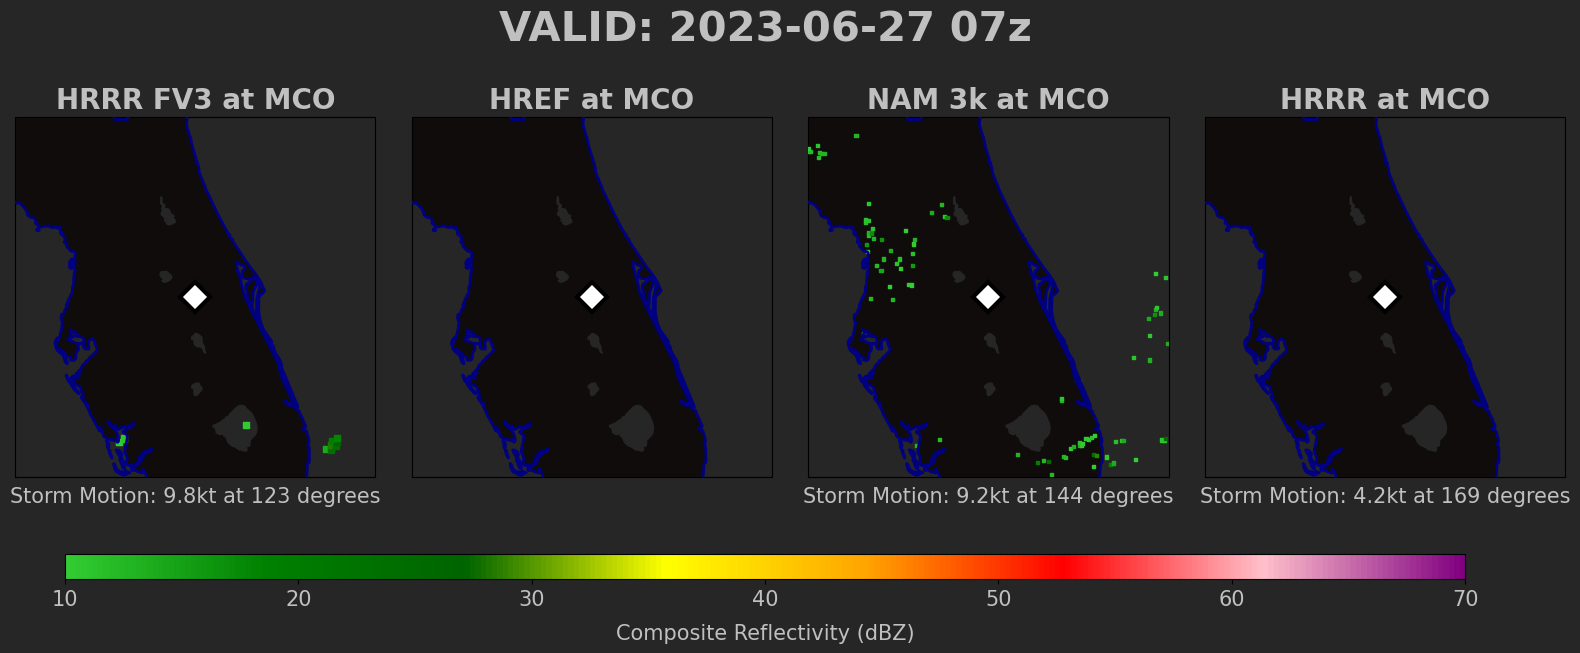 VALID: 2023-06-27 07z
HRRR FV3 at MCO
HREF at MCO
NAM 3k at MCO
HRRR at MCO
Storm Motion: 9.8kt at 123 degrees
Storm Motion: 9.2kt at 144 degrees
Storm Motion: 4.2kt at 169 degrees
10 20 30 40 50 60 70
Composite Reflectivity (dBZ)